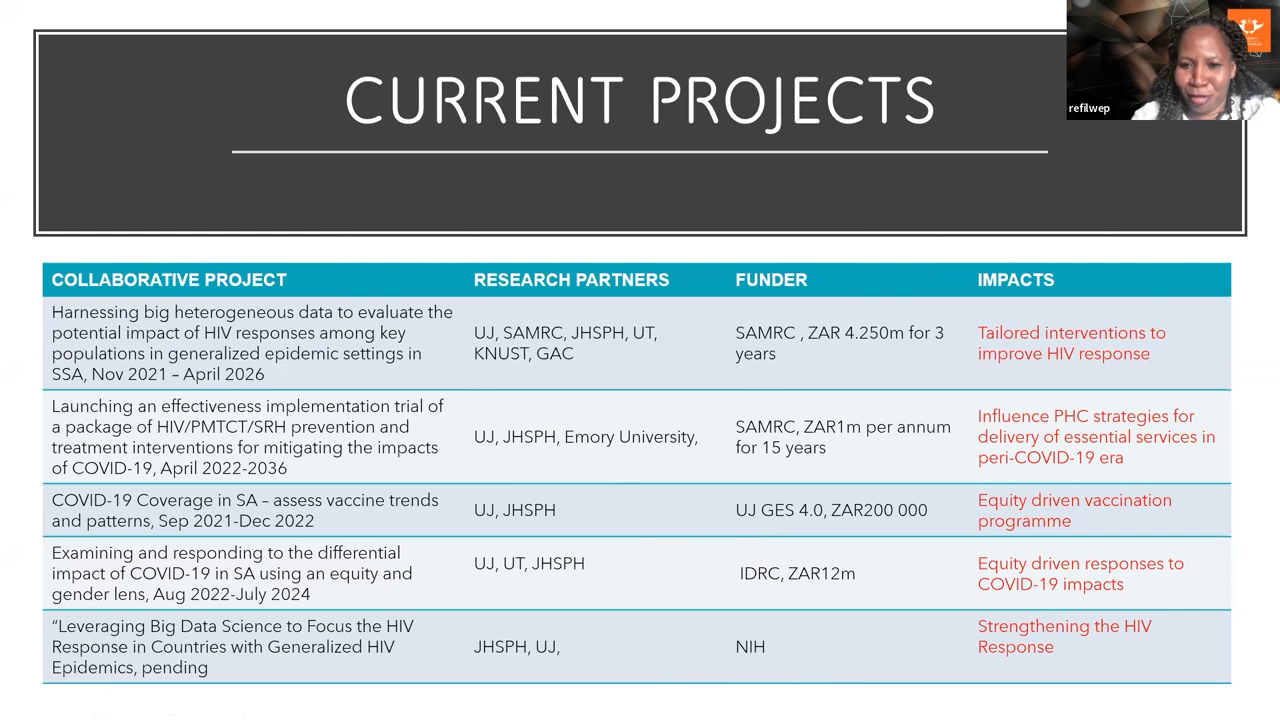 CURRENT PROJECTS
refilwep
COLLABORATIVE PROJECT
RESEARCH PARTNERS
FUNDER
IMPACTS
Harnessing big heterogeneous data to evaluate the
potential impact of HIV responses among key
populations in generalized epidemic settings in
SSA, Nov 2021 – April 2026
UJ, SAMRC, JHSPH, UT,
KNUST, GAC
SAMRC , ZAR 4.250m for 3
years
Tailored interventions to
improve HIV response
Launching an effectiveness implementation trial of
a package of HIV/PMTCT/SRH prevention and
treatment interventions for mitigating the impacts
of COVID-19, April 2022-2036
UJ, JHSPH, Emory University,
SAMRC, ZAR1m per annum
for 15 years
Influence PHC strategies for
delivery of essential services in
peri-COVID-19 era
COVID-19 Coverage in SA – assess vaccine trends
and patterns, Sep 2021-Dec 2022
UJ, JHSPH
UJ GES 4.0, ZAR200 000
Equity driven vaccination
programme
Examining and responding to the differential
impact of COVID-19 in SA using an equity and
gender lens, Aug 2022-July 2024
UJ, UT, JHSPH
IDRC, ZAR12m
Equity driven responses to
COVID-19 impacts
“Leveraging Big Data Science to Focus the HIV
Response in Countries with Generalized HIV
Epidemics, pending
JHSPH, UJ,
NIH
Strengthening the HIV
Response